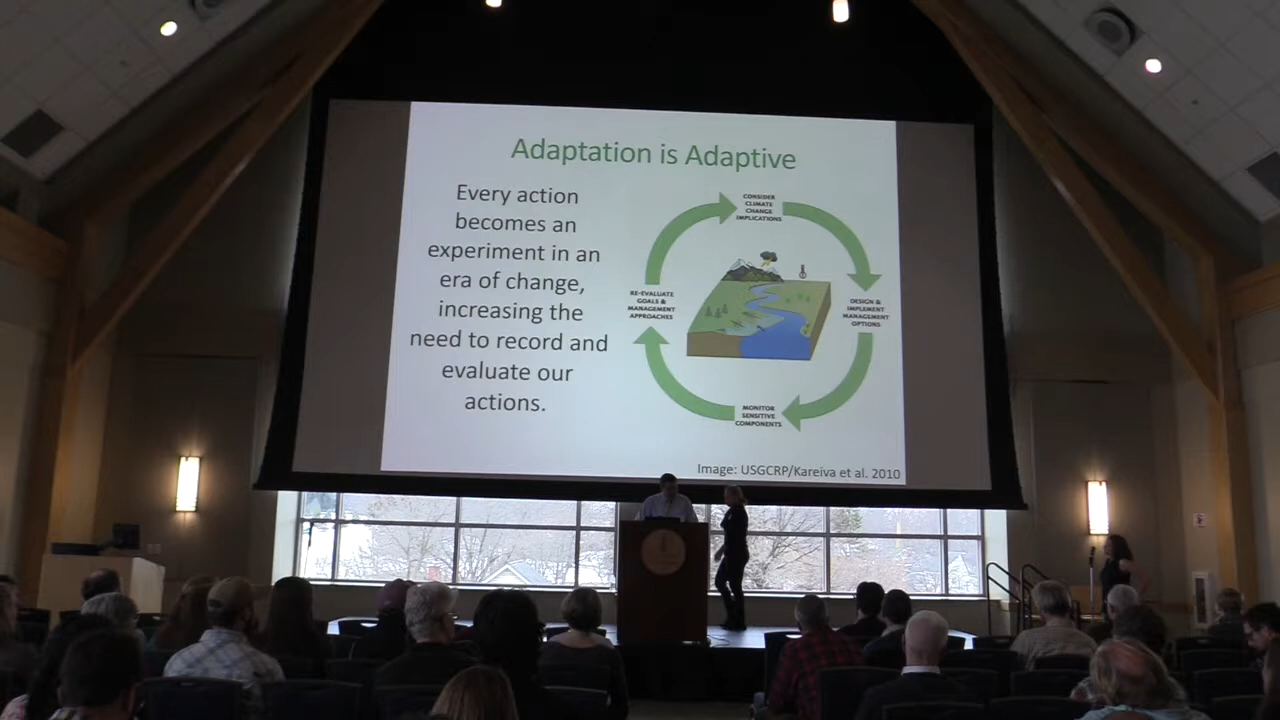 Adaptation is Adaptive
Every action
becomes an
experiment in an
era of change,
increasing the
need to record and
evaluate our
actions.
CONSIDER
CLIMATE
CHANGE
IMPLICATIONS
DESIGN &
IMPLEMENT
MANAGEMENT
OPTIONS
MONITOR
SENSITIVE
COMPONENTS
RE-EVALUATE
GOALS &
MANAGEMENT
APPROACHES
Image: USGCRP/Kareiva et al. 2010